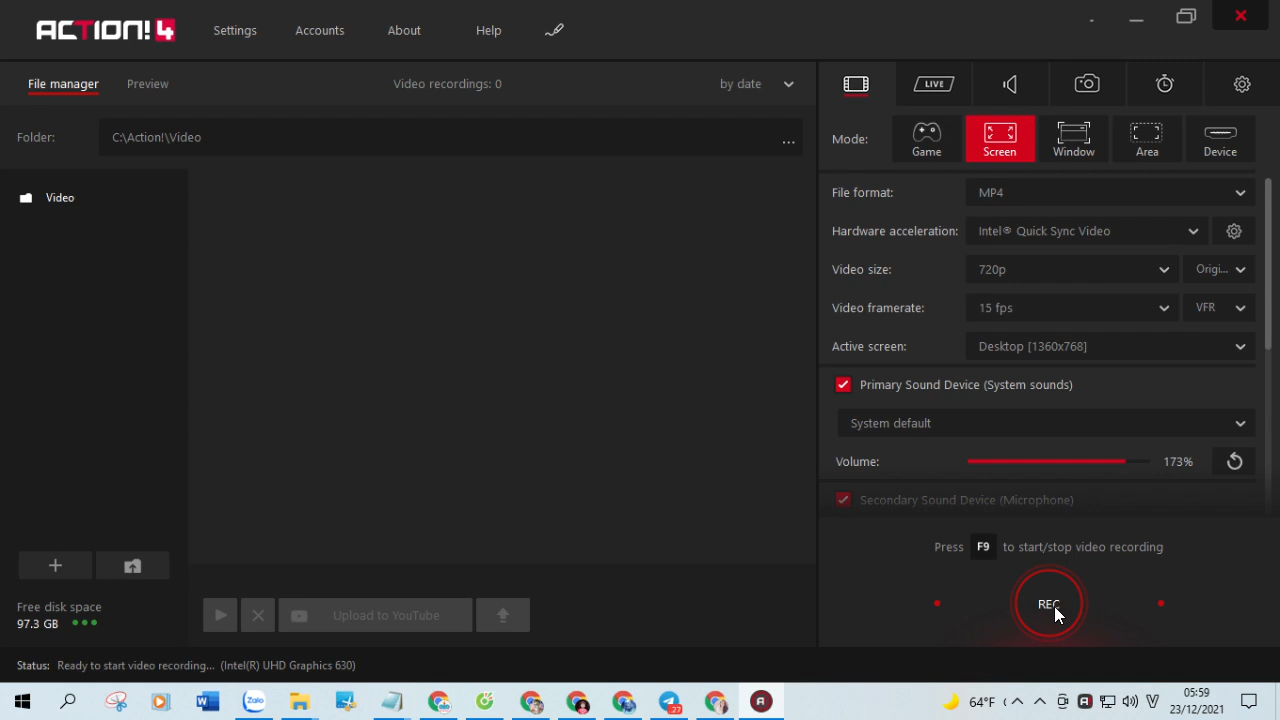 ACTION! 4 Settings Accounts About Help
File manager Preview Video recordings: 0 by date
LIVE
Folder: C:\Action!\Video ...
Mode: Game Screen Window Area Device
Video
File format: MP4
Hardware acceleration: Intel® Quick Sync Video
Video size: 720p Origi...
Video framerate: 15 fps VFR
Active screen: Desktop [1360x768]
Primary Sound Device (System sounds)
System default
Volume: 173%
Secondary Sound Device (Microphone)
Press F9 to start/stop video recording
REC
Free disk space
97.3 GB
Upload to YouTube
Status: Ready to start video recording... (Intel(R) UHD Graphics 630)
W Zalo 27 64°F V 05:59
23/12/2021